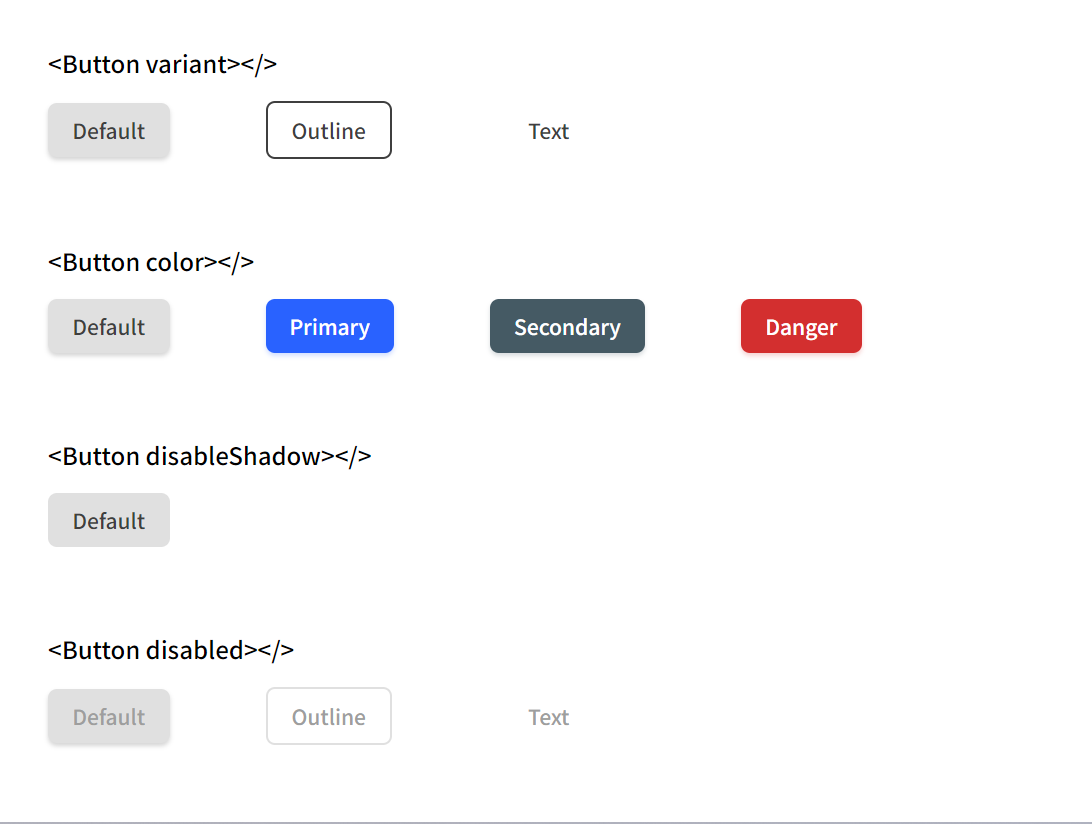 <Button variant></>
Default Outline Text
<Button color></>
Default Primary Secondary Danger
<Button disableShadow></>
Default
<Button disabled></>
Default Outline Text